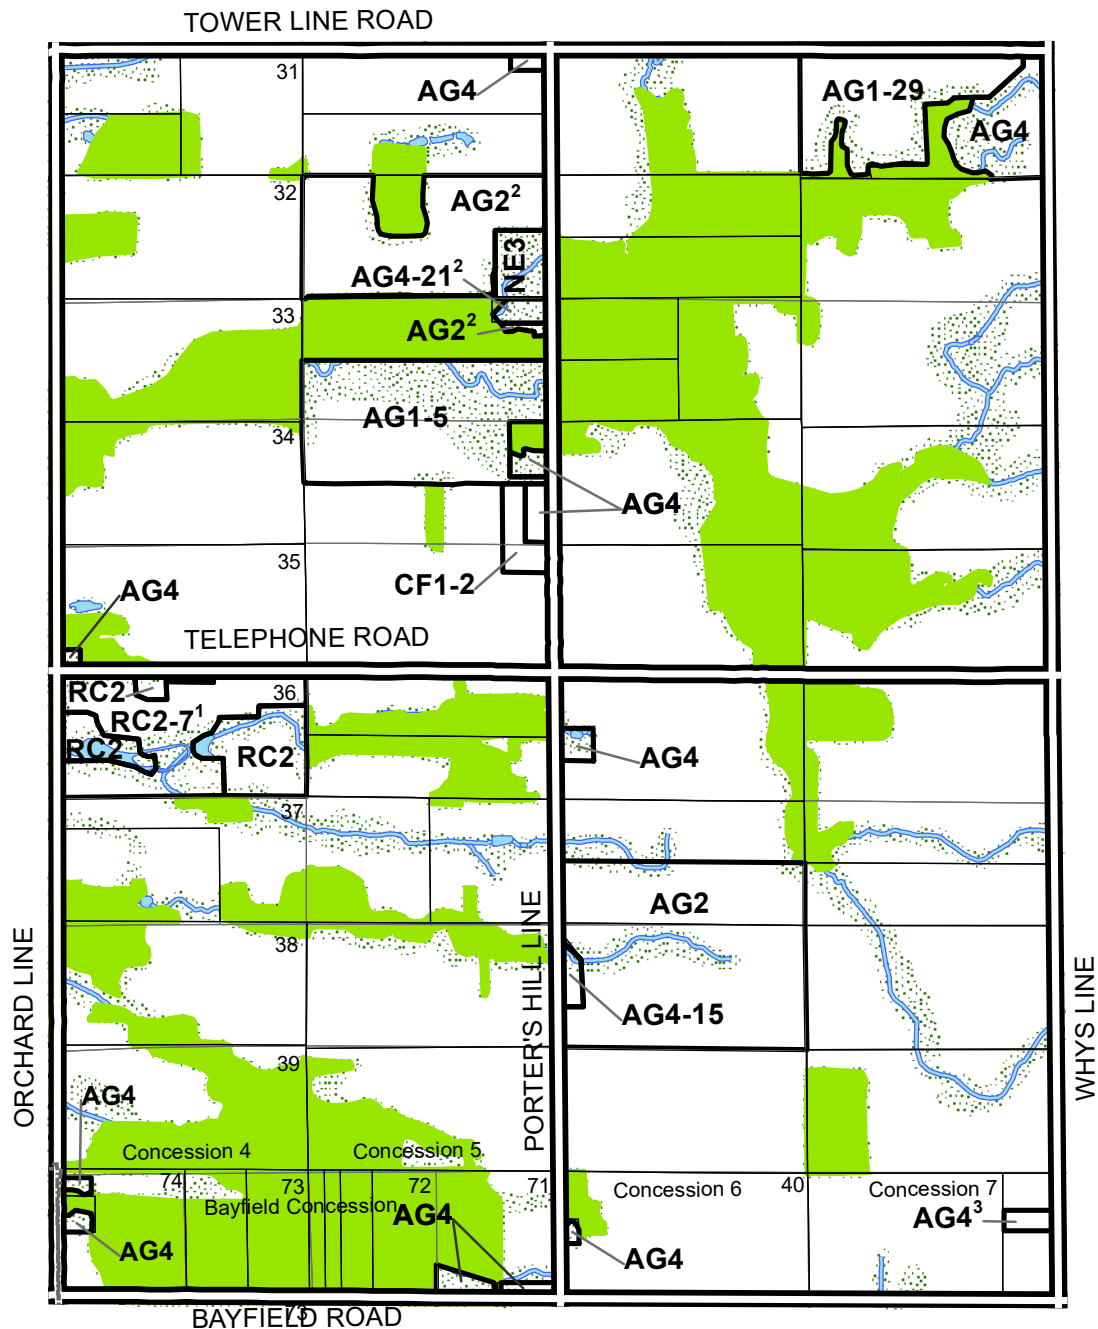 TOWER LINE ROAD
31
AG4
AG1-29
AG4
32
AG2²
NE3
AG4-21²
33
AG2²
AG1-5
34
AG4
35
CF1-2
AG4
TELEPHONE ROAD
RC2
36
RC2-7¹
RC2
RC2
AG4
37
AG2
38
AG4-15
ORCHARD LINE
PORTER'S HILL LINE
WHYS LINE
39
AG4
Concession 4
Concession 5
74
73
72
71
Concession 6
40
Concession 7
Bayfield Concession
AG4
AG4³
AG4
AG4
73
BAYFIELD ROAD